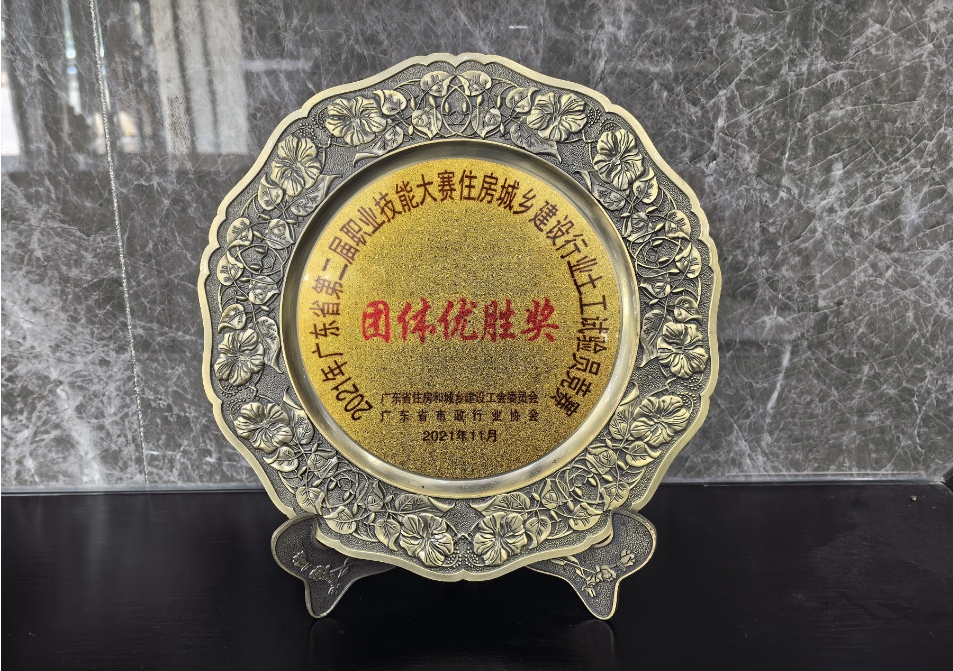 2021年广东省第二届职业技能大赛住房城乡建设行业土工试验员竞赛
团体优胜奖
广东省住房和城乡建设工会委员会
广东省市政行业协会
2021年11月